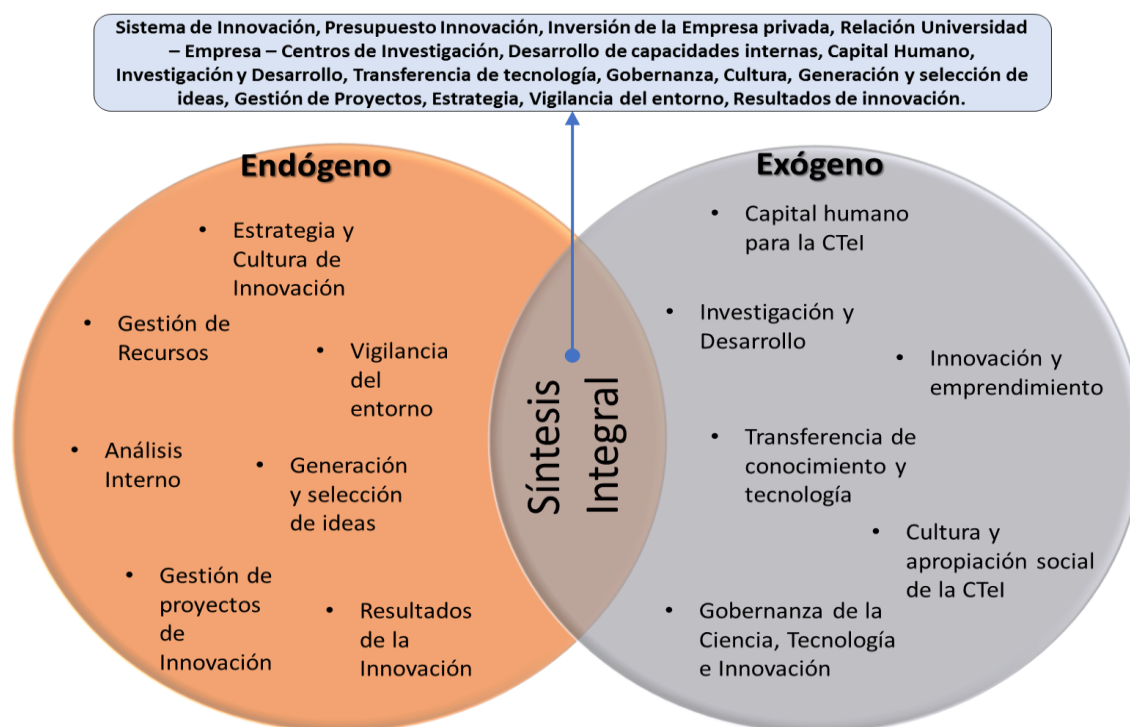 Sistema de Innovación, Presupuesto Innovación, Inversión de la Empresa privada, Relación Universidad
– Empresa – Centros de Investigación, Desarrollo de capacidades internas, Capital Humano,
Investigación y Desarrollo, Transferencia de tecnología, Gobernanza, Cultura, Generación y selección de
ideas, Gestión de Proyectos, Estrategia, Vigilancia del entorno, Resultados de innovación.
Endógeno
• Estrategia y
Cultura de
Innovación
• Gestión de
Recursos
• Vigilancia
del
entorno
• Análisis
Interno
• Generación
y selección
de ideas
• Gestión de
proyectos
de
Innovación
• Resultados
de la
Innovación
Síntesis
Integral
Exógeno
• Capital humano
para la CTeI
• Investigación y
Desarrollo
• Innovación y
emprendimiento
• Transferencia de
conocimiento y
tecnología
• Cultura y
apropiación social
de la CTeI
• Gobernanza de la
Ciencia, Tecnología
e Innovación